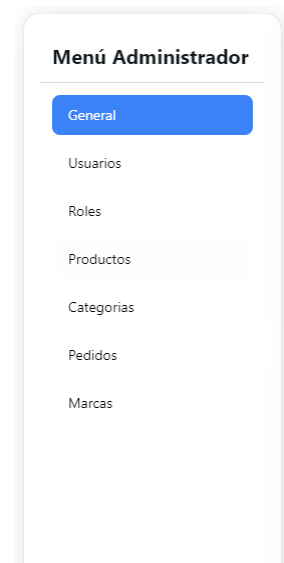 Menú Administrador
General
Usuarios
Roles
Productos
Categorias
Pedidos
Marcas